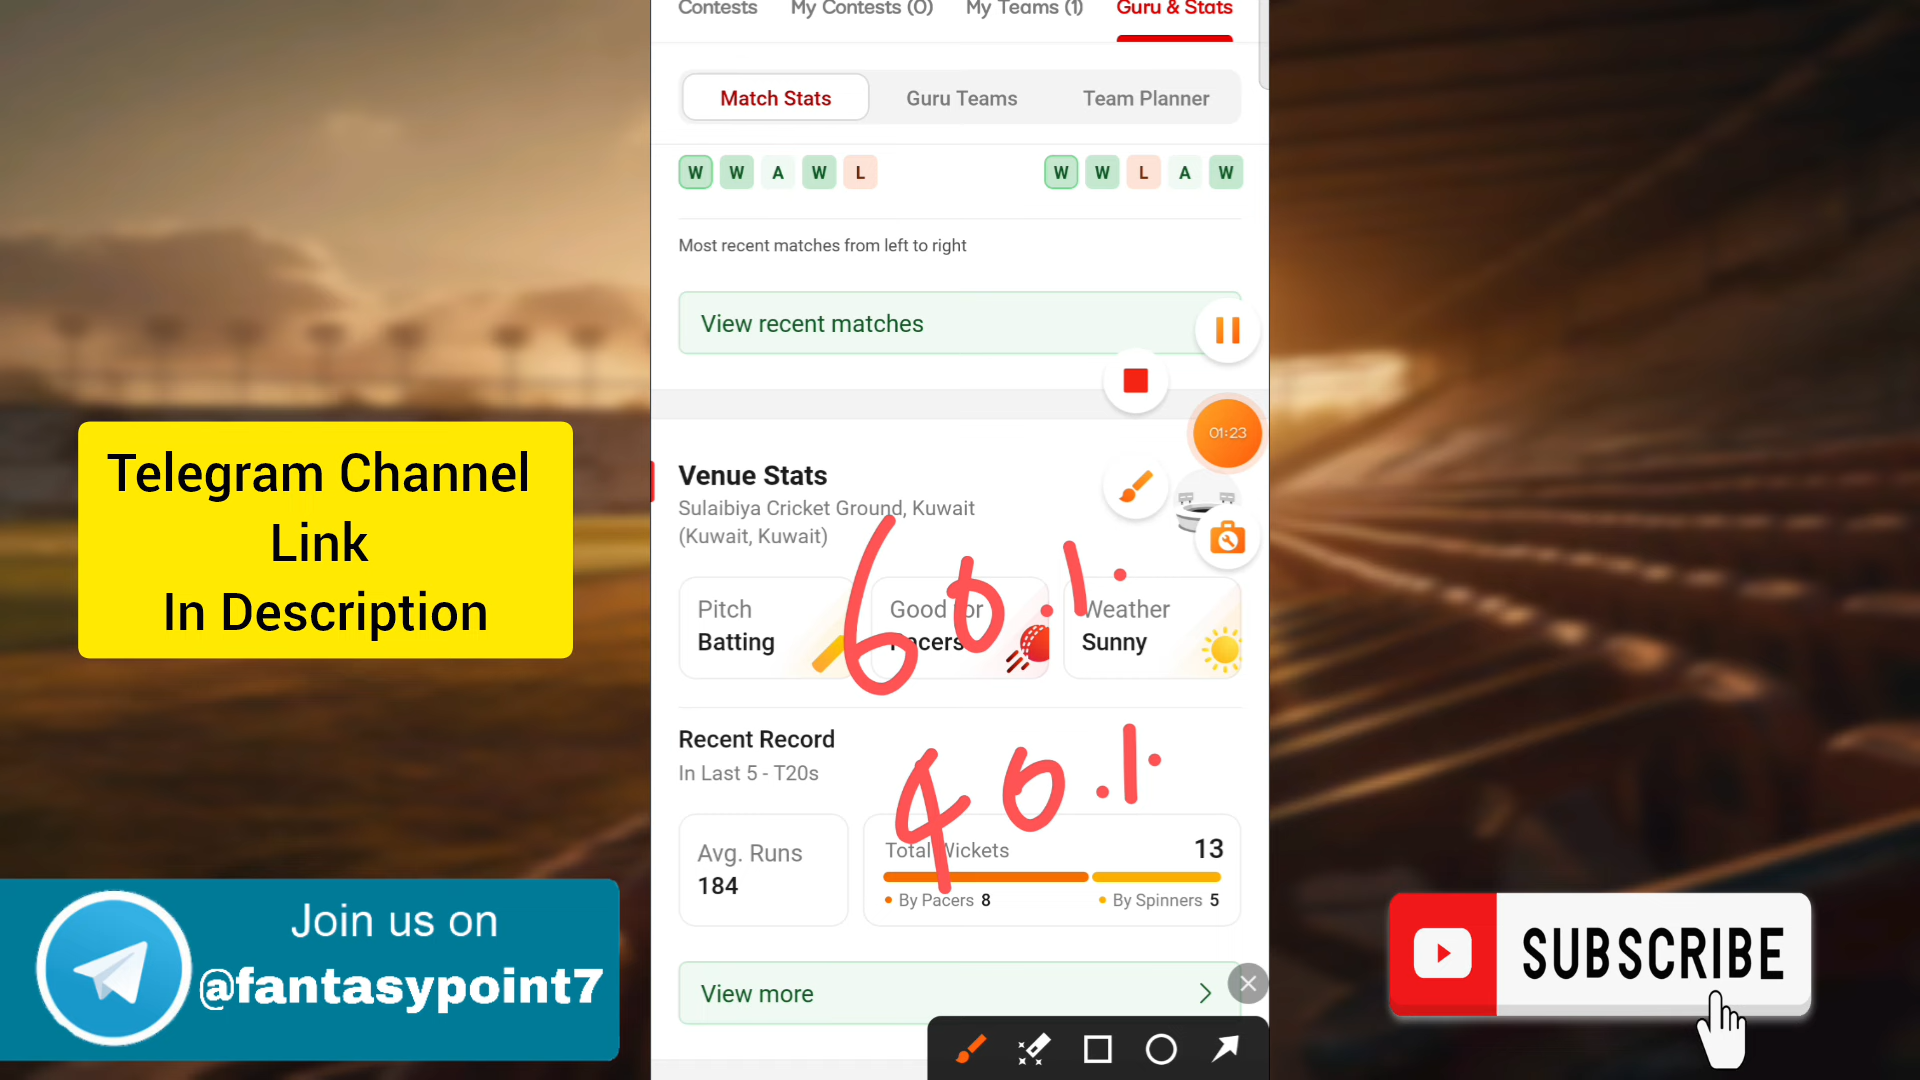 Contests My Contests (0) My Teams (1) Guru & Stats
Match Stats Guru Teams Team Planner
W W A W L W W L A W
Most recent matches from left to right
View recent matches
01:23
Venue Stats
Sulaibiya Cricket Ground, Kuwait
(Kuwait, Kuwait)
Pitch
Batting
Good for
Pacers
Weather
Sunny
60%
Recent Record
In Last 5 - T20s
40%
Avg. Runs
184
Total Wickets 13
By Pacers 8 By Spinners 5
View more
Telegram Channel
Link
In Description
Join us on
@fantasypoint7
SUBSCRIBE